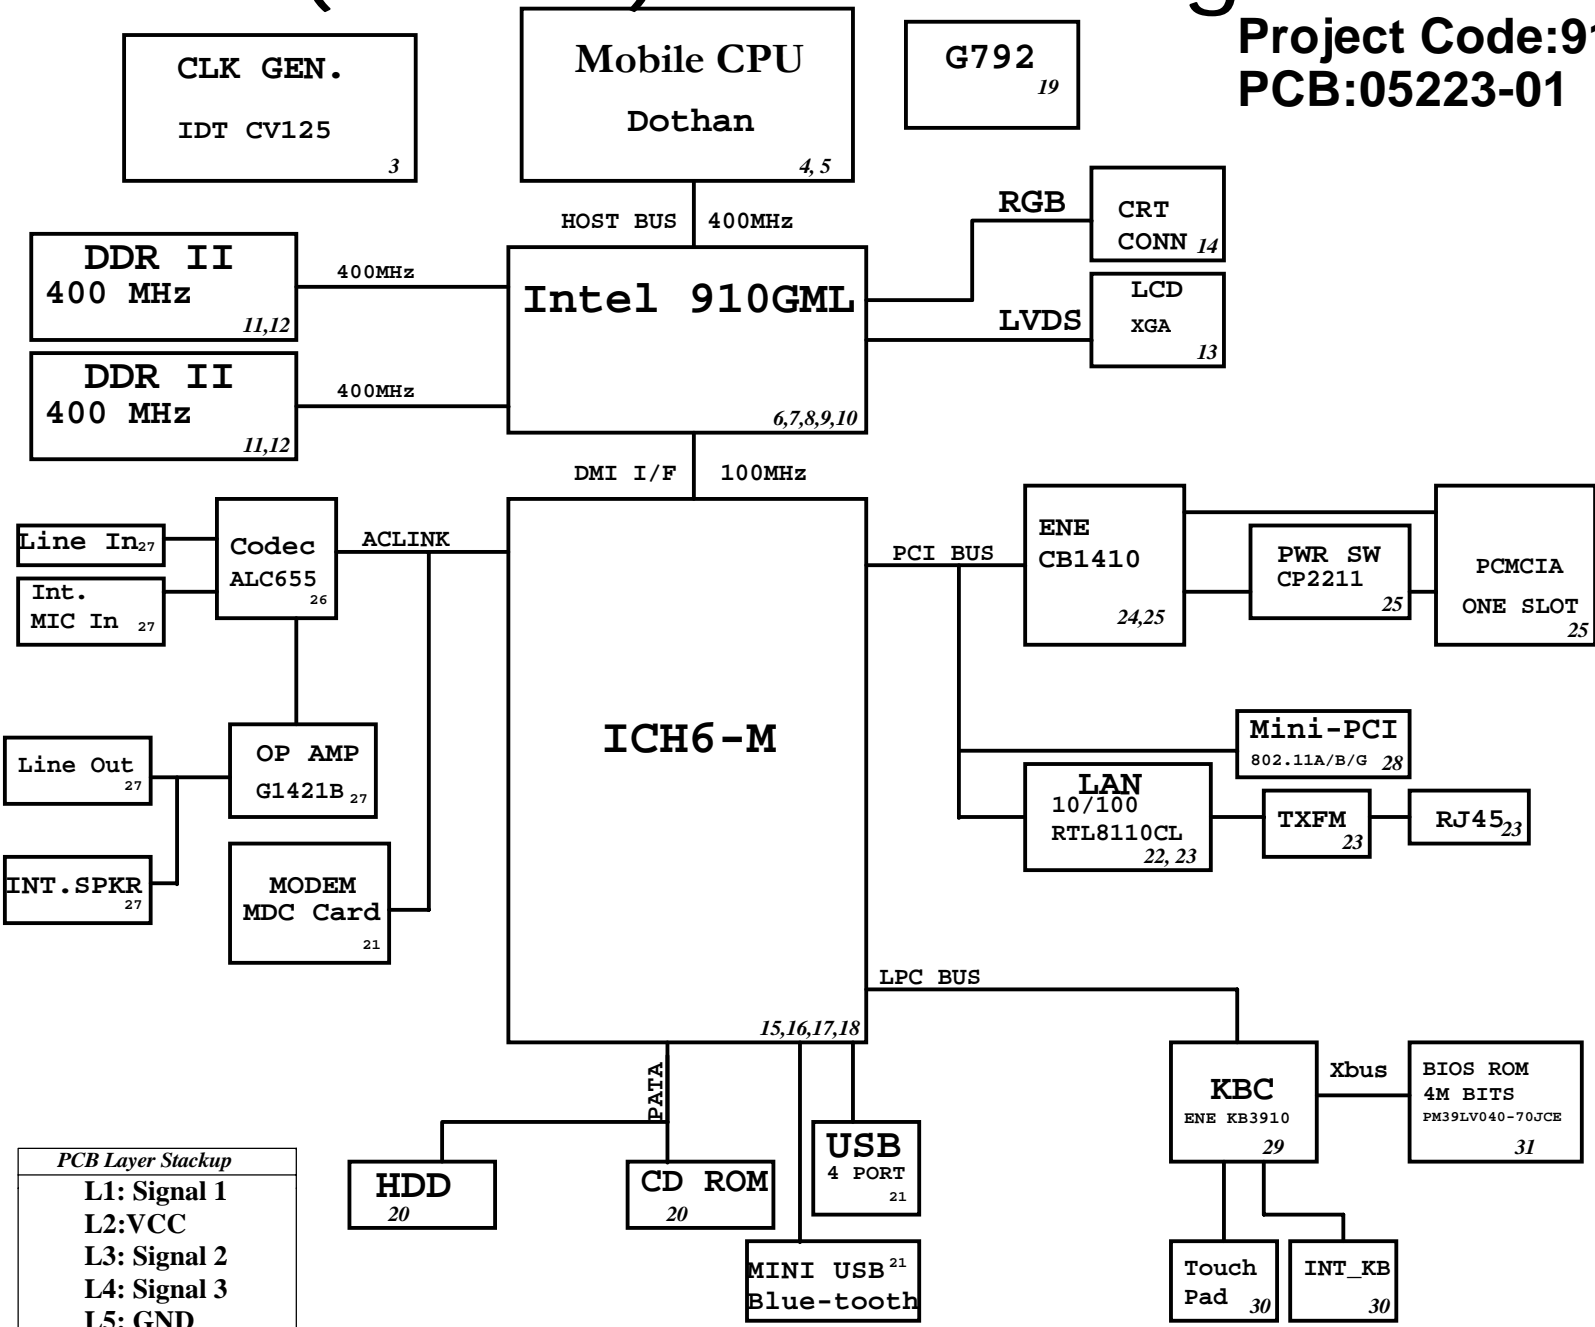 Project Code:91
PCB:05223-01
CLK GEN.
IDT CV125
3
Mobile CPU
Dothan
4, 5
G792
19
HOST BUS 400MHz
RGB
CRT
CONN 14
DDR II
400 MHz
11,12
400MHz
Intel 910GML
6,7,8,9,10
LVDS
LCD
XGA
13
DDR II
400 MHz
11,12
400MHz
DMI I/F 100MHz
Line In 27
Int.
MIC In 27
Codec
ALC655
26
ACLINK
ICH6-M
15,16,17,18
PCI BUS
ENE
CB1410
24,25
PWR SW
CP2211
25
PCMCIA
ONE SLOT
25
Line Out
27
OP AMP
G1421B 27
INT.SPKR
27
MODEM
MDC Card
21
Mini-PCI
802.11A/B/G 28
LAN
10/100
RTL8110CL
22, 23
TXFM
23
RJ45 23
LPC BUS
PATA
KBC
ENE KB3910
29
Xbus
BIOS ROM
4M BITS
PM39LV040-70JCE
31
HDD
20
CD ROM
20
USB
4 PORT
21
MINI USB 21
Blue-tooth
Touch
Pad 30
INT_KB
30
PCB Layer Stackup
L1: Signal 1
L2:VCC
L3: Signal 2
L4: Signal 3
L5: GND